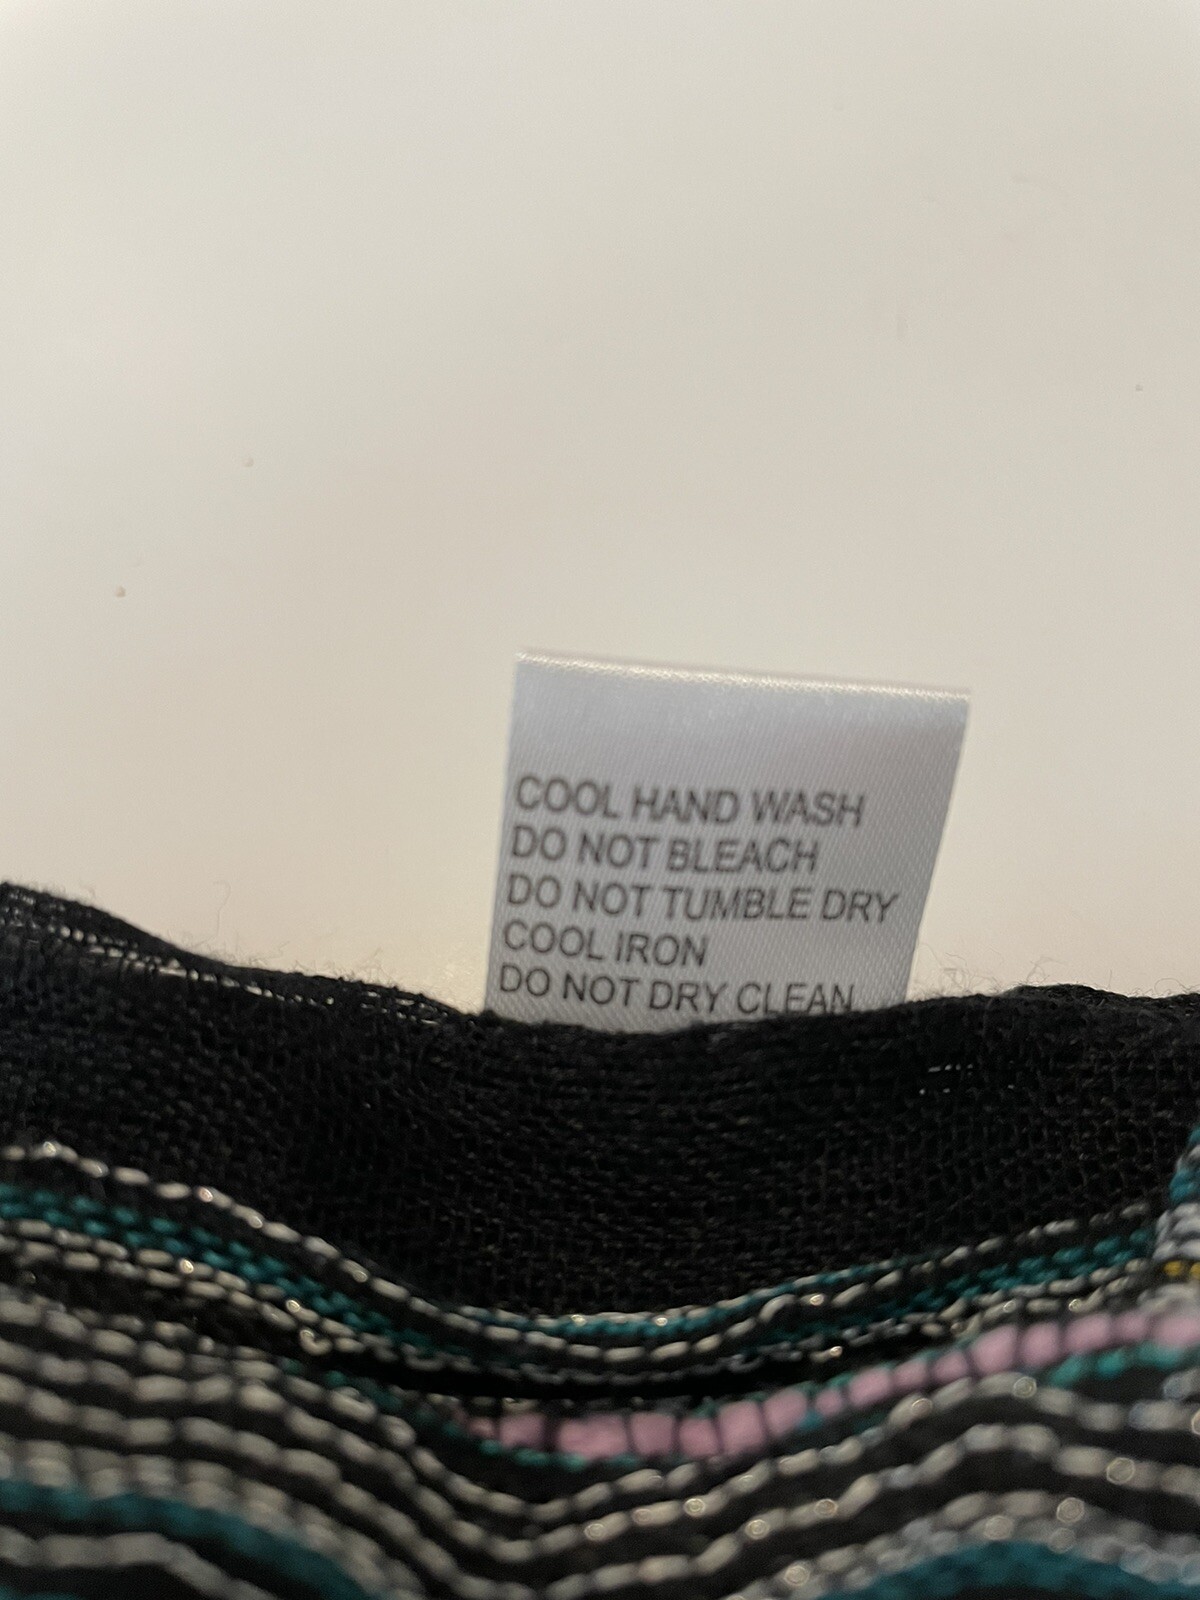 COOL HAND WASH
DO NOT BLEACH
DO NOT TUMBLE DRY
COOL IRON
DO NOT DRY CLEAN